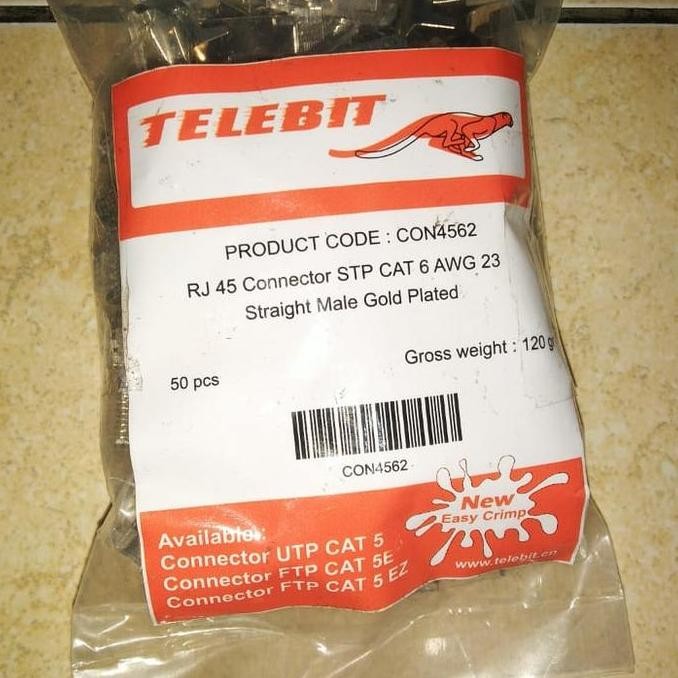 TELEBIT
PRODUCT CODE : CON4562
RJ 45 Connector STP CAT 6 AWG 23
Straight Male Gold Plated
50 pcs
Gross weight : 120 gr
CON4562
New
Easy Crimp
Available :
Connector UTP CAT 5
Connector FTP CAT 5E
Connector FTP CAT 5 EZ
www.telebit.cn